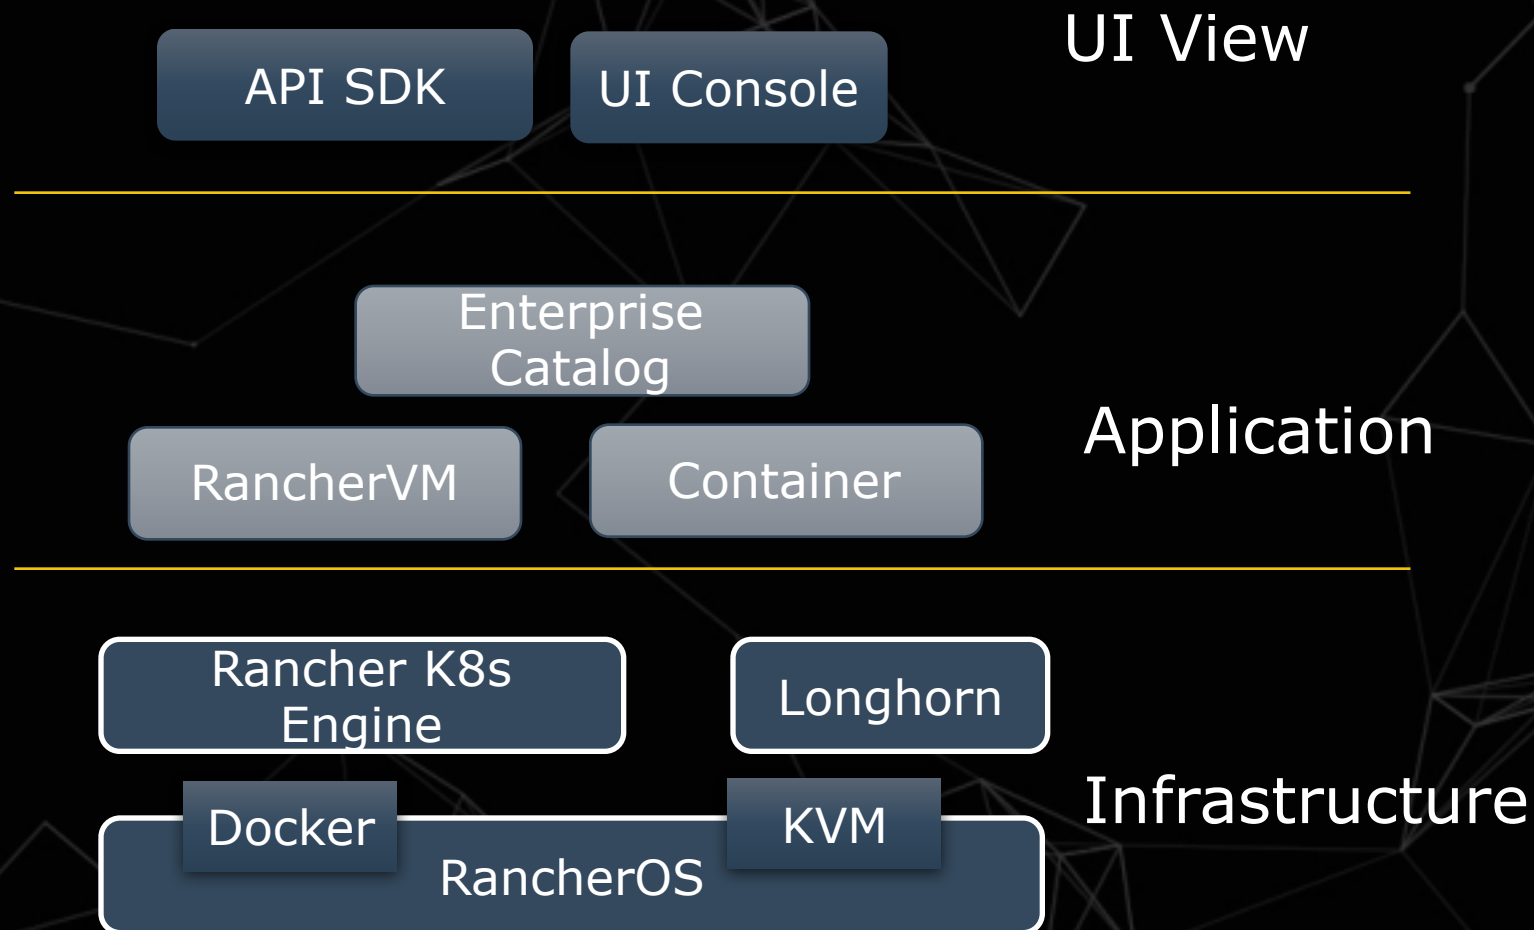 UI View
API SDK
UI Console
Enterprise
Catalog
Application
RancherVM
Container
Rancher K8s
Engine
Longhorn
Infrastructure
Docker
KVM
RancherOS